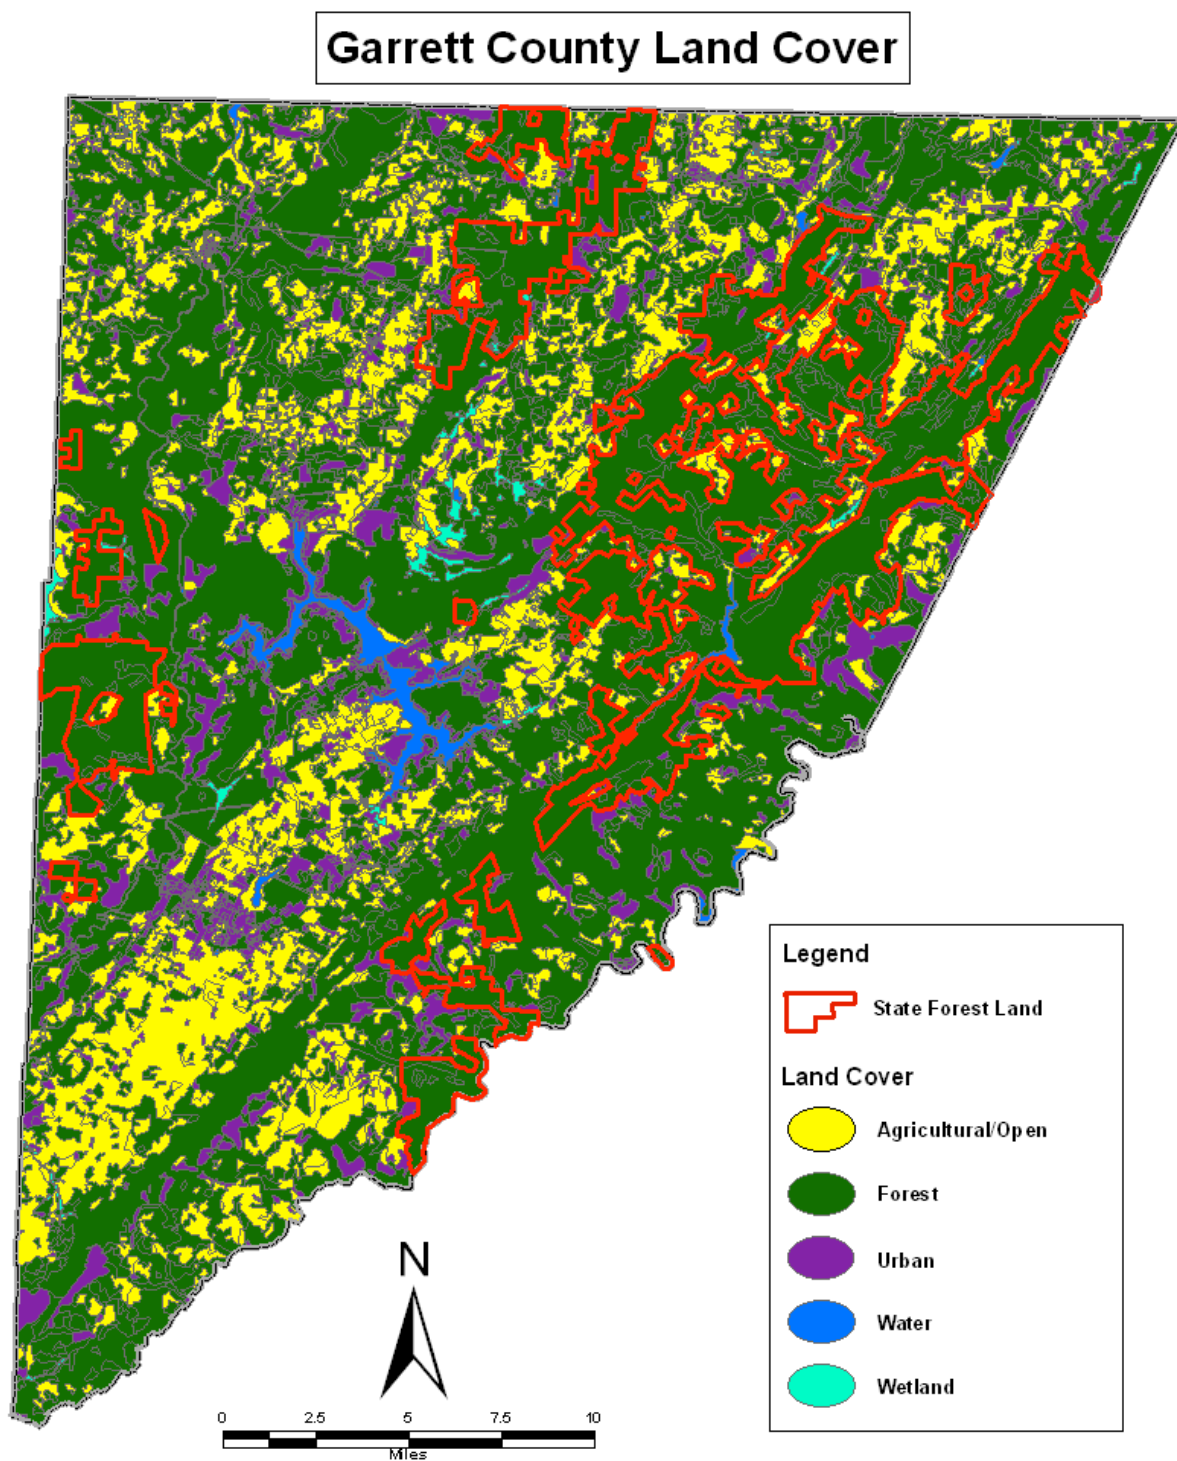 Garrett County Land Cover
Legend
State Forest Land
Land Cover
Agricultural/Open
Forest
Urban
Water
Wetland
N
0 2.5 5 7.5 10
Miles